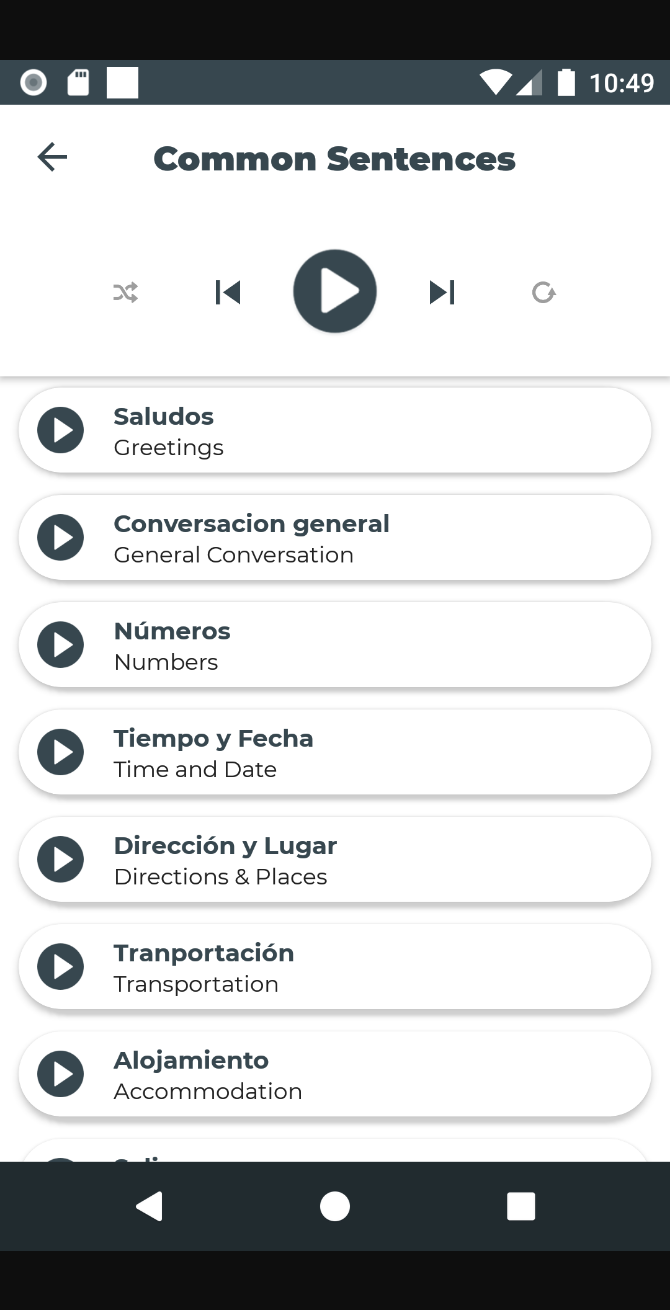 10:49
Common Sentences
Saludos
Greetings
Conversacion general
General Conversation
Números
Numbers
Tiempo y Fecha
Time and Date
Dirección y Lugar
Directions & Places
Tranportación
Transportation
Alojamiento
Accommodation